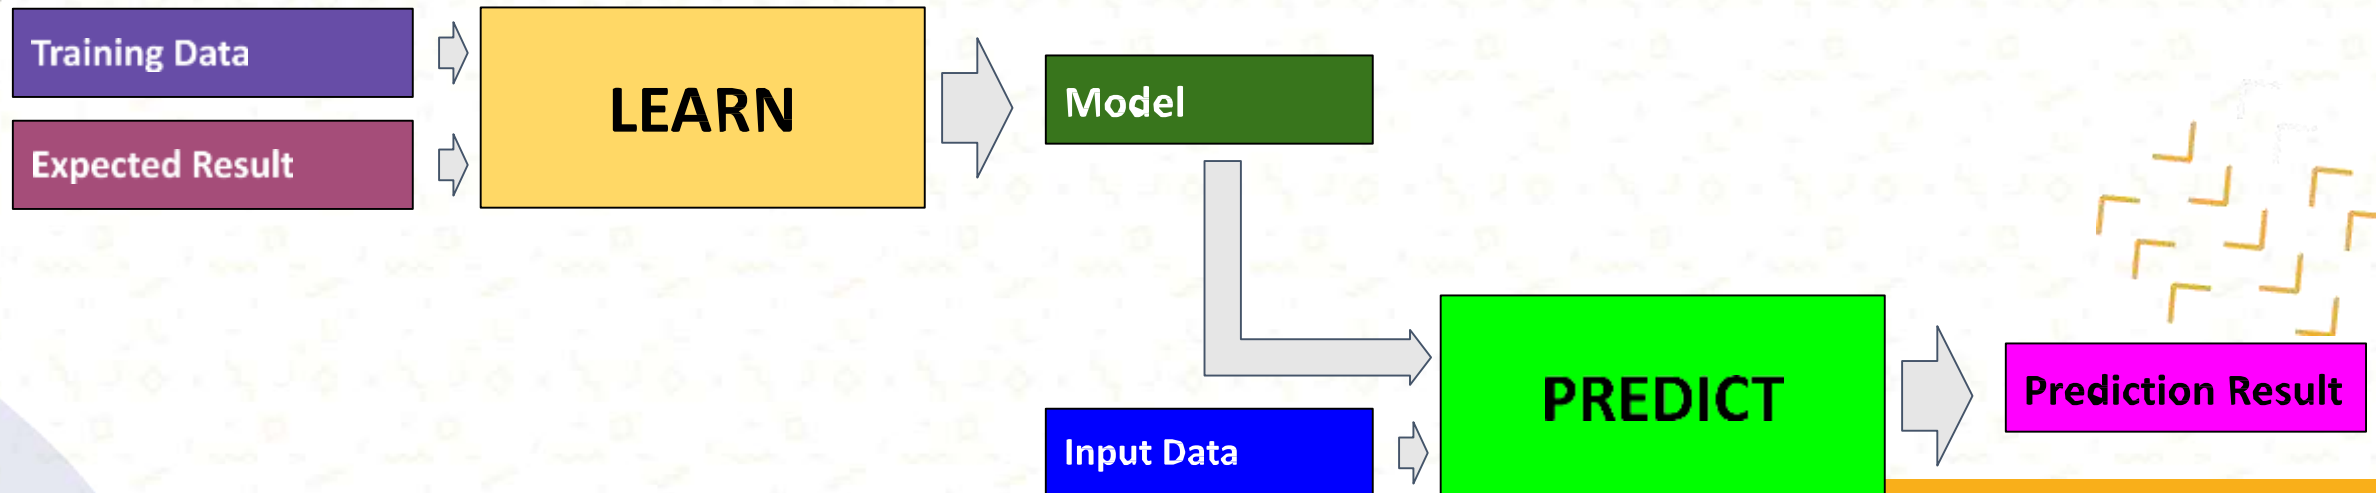 Training Data
Expected Result
LEARN
Model
Input Data
PREDICT
Prediction Result